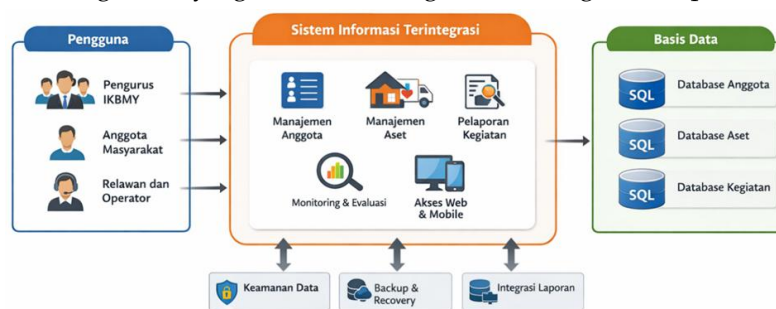 Pengguna
Pengurus
IKBMY
Anggota
Masyarakat
Relawan dan
Operator
Sistem Informasi Terintegrasi
Manajemen
Anggota
Manajemen
Aset
Pelaporan
Kegiatan
Monitoring & Evaluasi
Akses Web
& Mobile
Basis Data
SQL
Database Anggota
SQL
Database Aset
SQL
Database Kegiatan
Keamanan Data
Backup &
Recovery
Integrasi Laporan